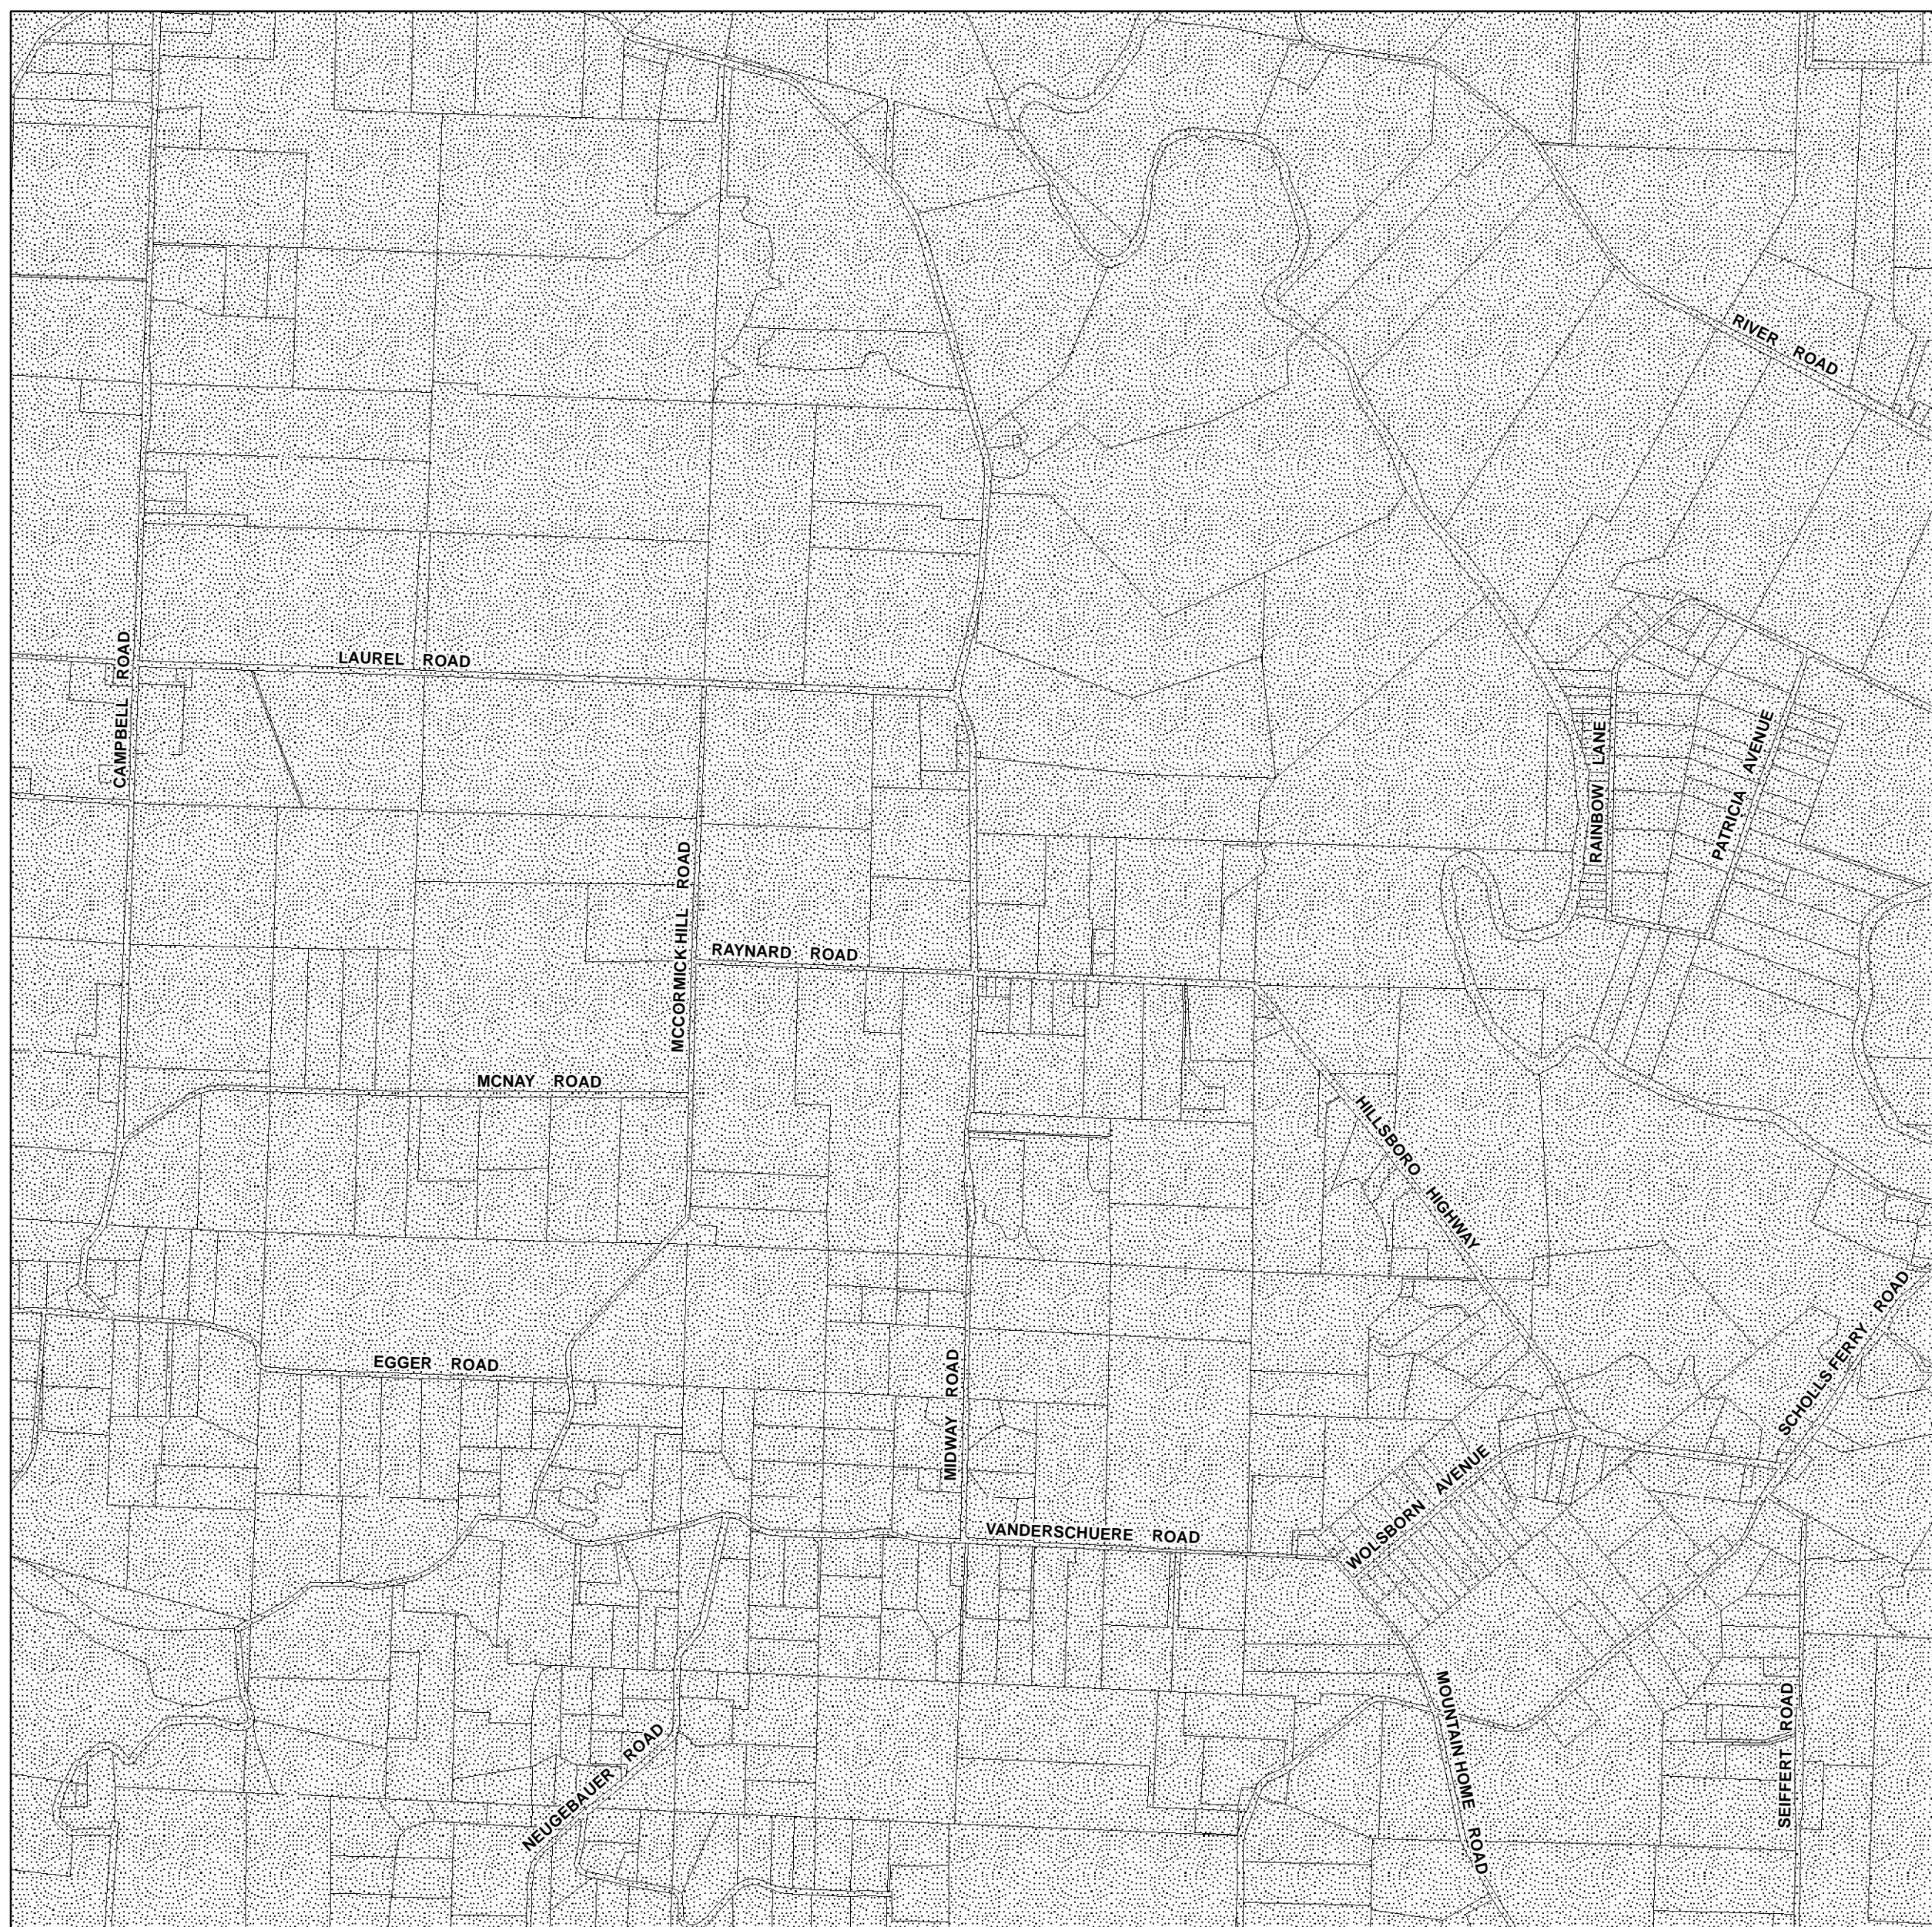 RIVER ROAD
LAUREL ROAD
CAMPBELL ROAD
RAINBOW LANE
PATRICIA AVENUE
MCCORMICK HILL ROAD
RAYNARD ROAD
MCNAY ROAD
HILLSBORO HIGHWAY
SCHOLLS FERRY ROAD
EGGER ROAD
MIDWAY ROAD
WOLSBORN AVENUE
VANDERSCHUERE ROAD
MOUNTAIN HOME ROAD
SEIFFERT ROAD
NEUGEBAUER ROAD